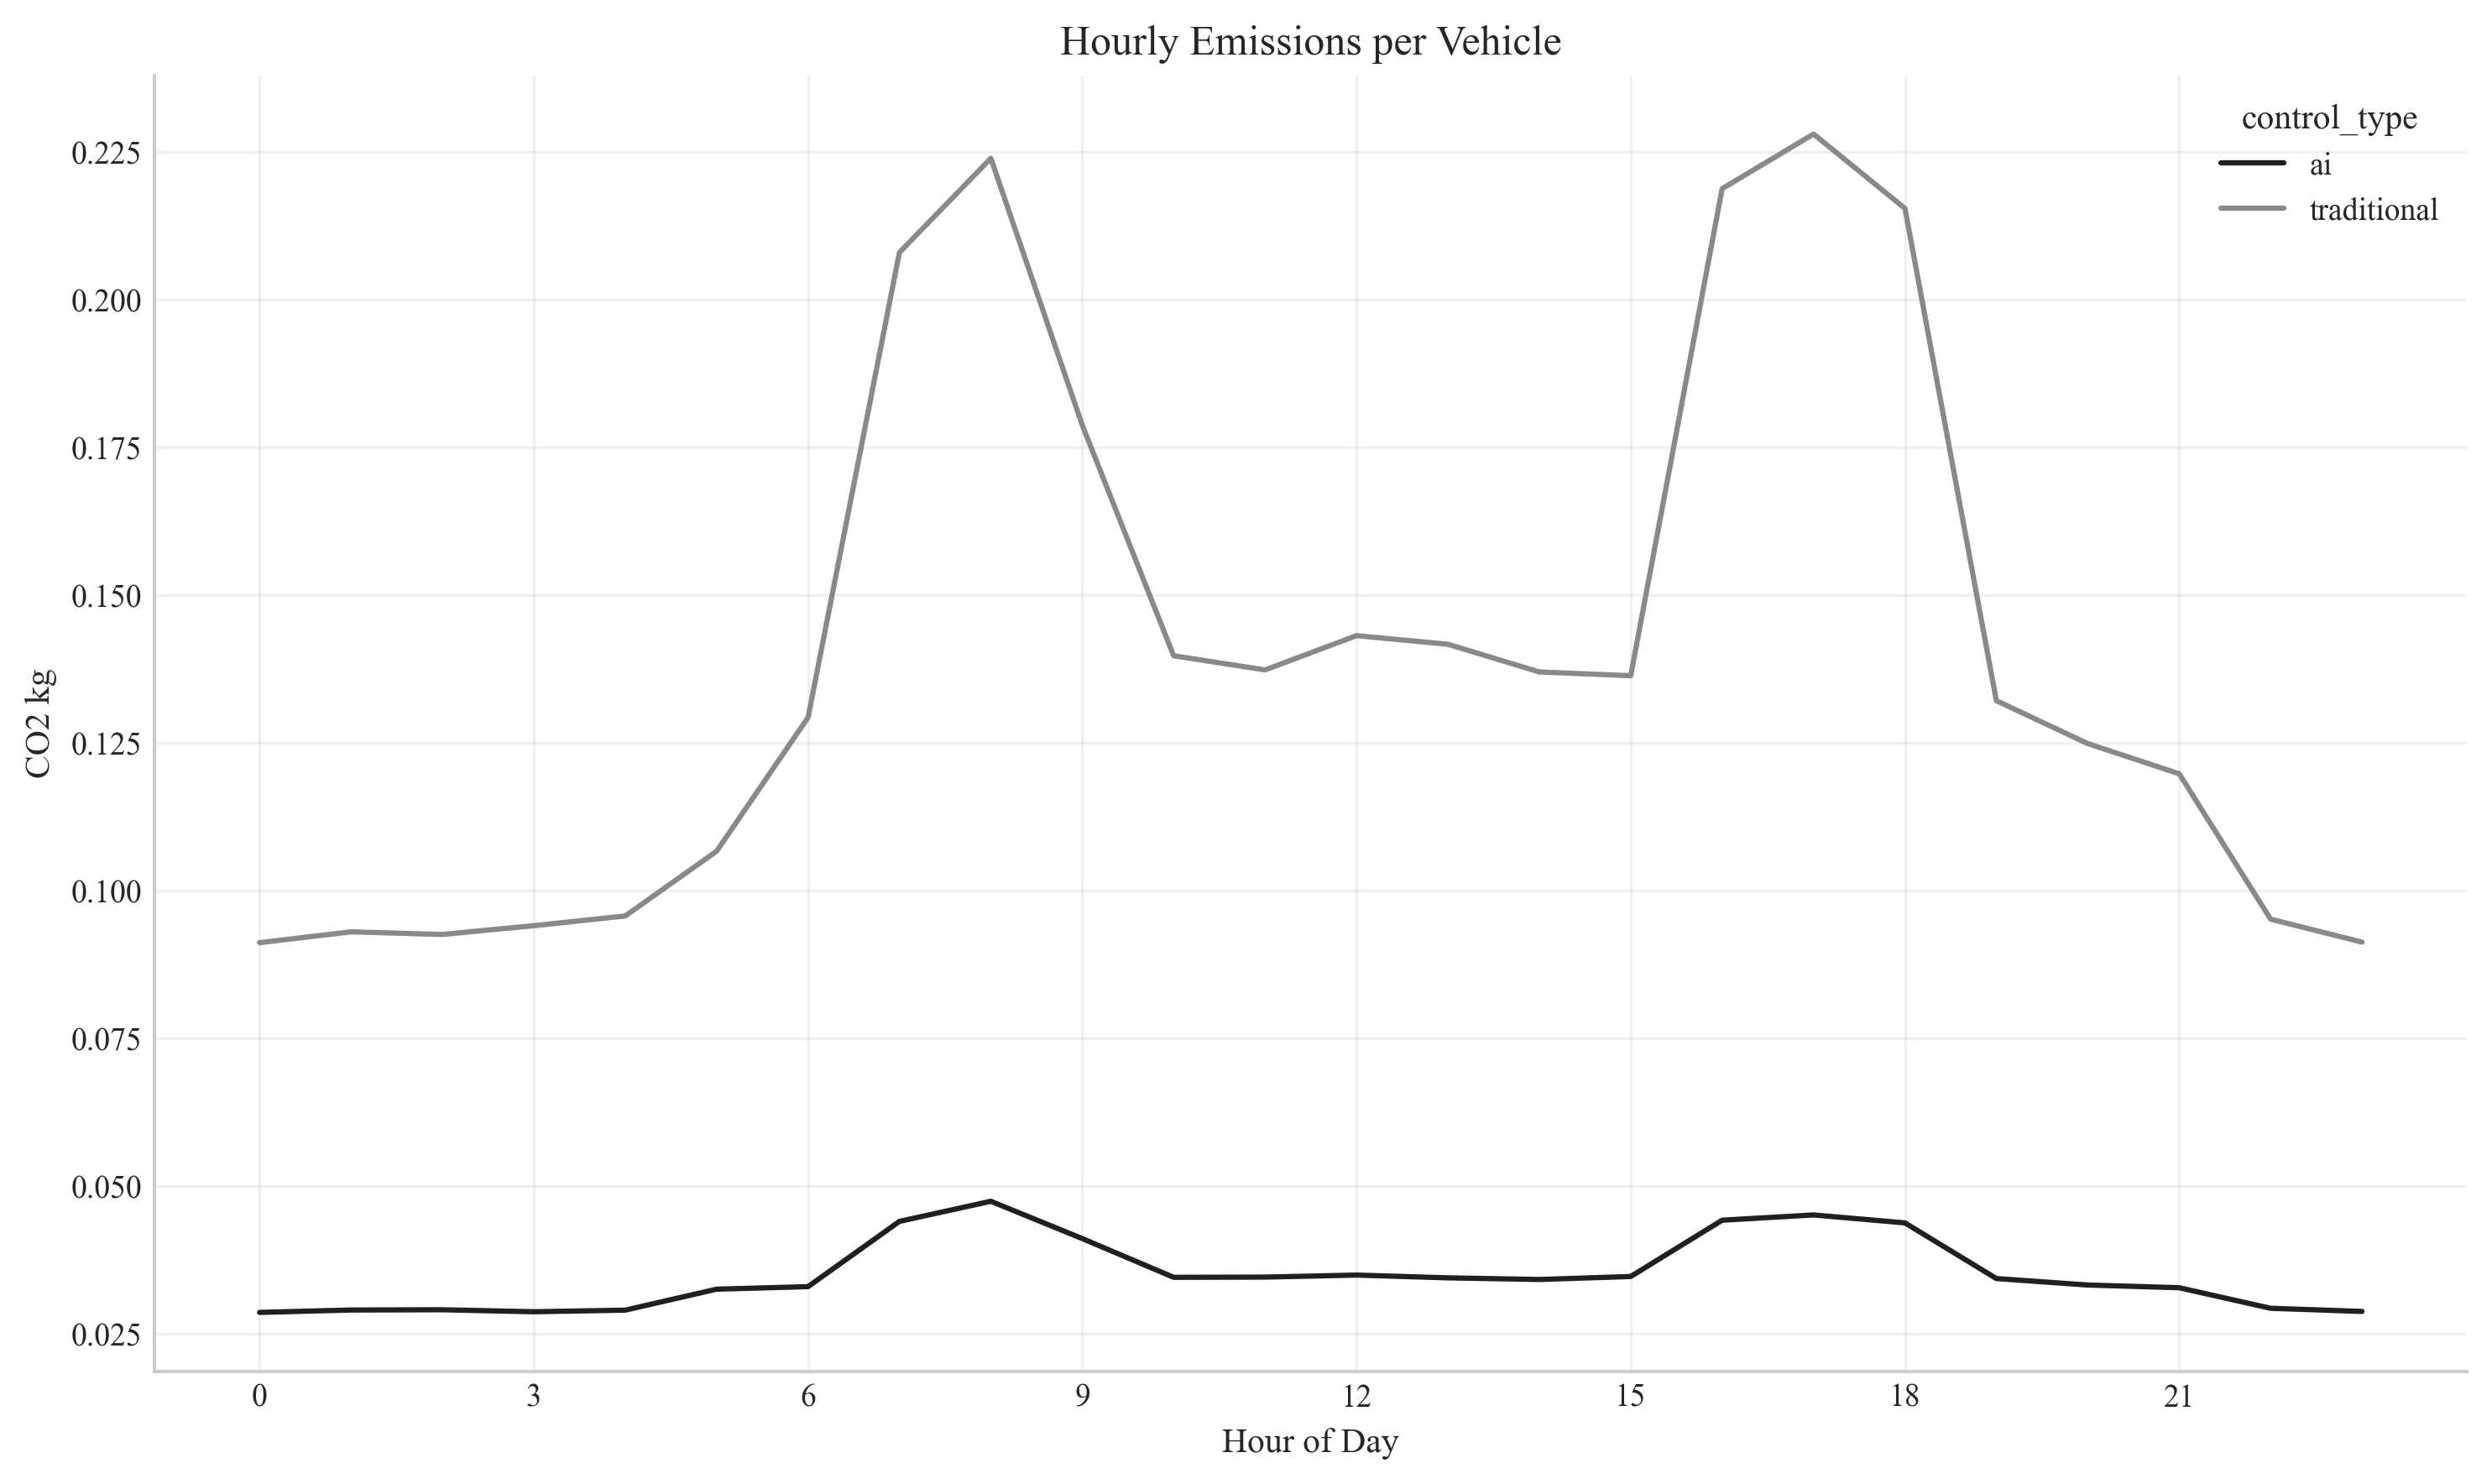 Hourly Emissions per Vehicle
control_type
ai
traditional
0.225
0.200
0.175
0.150
0.125
0.100
0.075
0.050
0.025
CO2 kg
0 3 6 9 12 15 18 21
Hour of Day